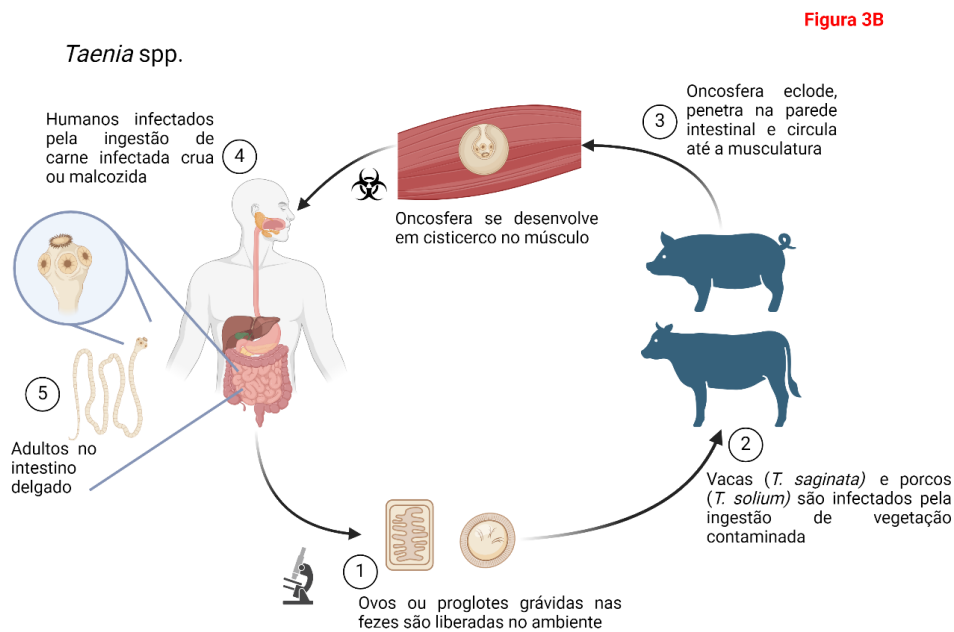 Figura 3B
Taenia spp.
Humanos infectados
pela ingestão de
carne infectada crua
ou malcozida
4
Oncosfera se desenvolve
em cisticerco no músculo
3
Oncosfera eclode,
penetra na parede
intestinal e circula
até a musculatura
5
Adultos no
intestino
delgado
2
Vacas (T. saginata) e porcos
(T. solium) são infectados pela
ingestão de vegetação
contaminada
1
Ovos ou proglotes grávidas nas
fezes são liberadas no ambiente